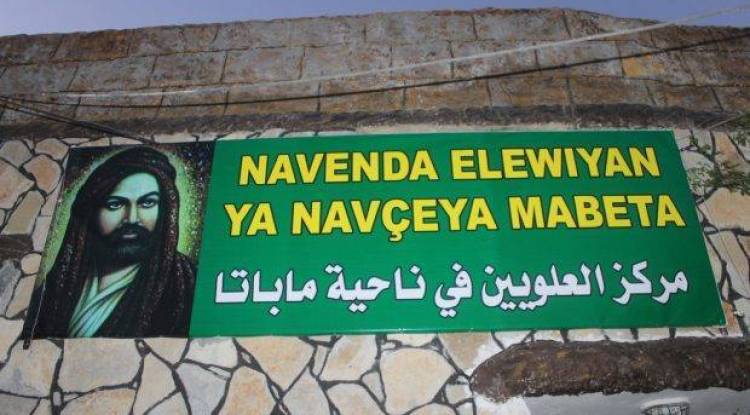 NAVENDA ELEWIYAN
YA NAVÇEYA MABETA
مركز العلويين في ناحية ماباتا